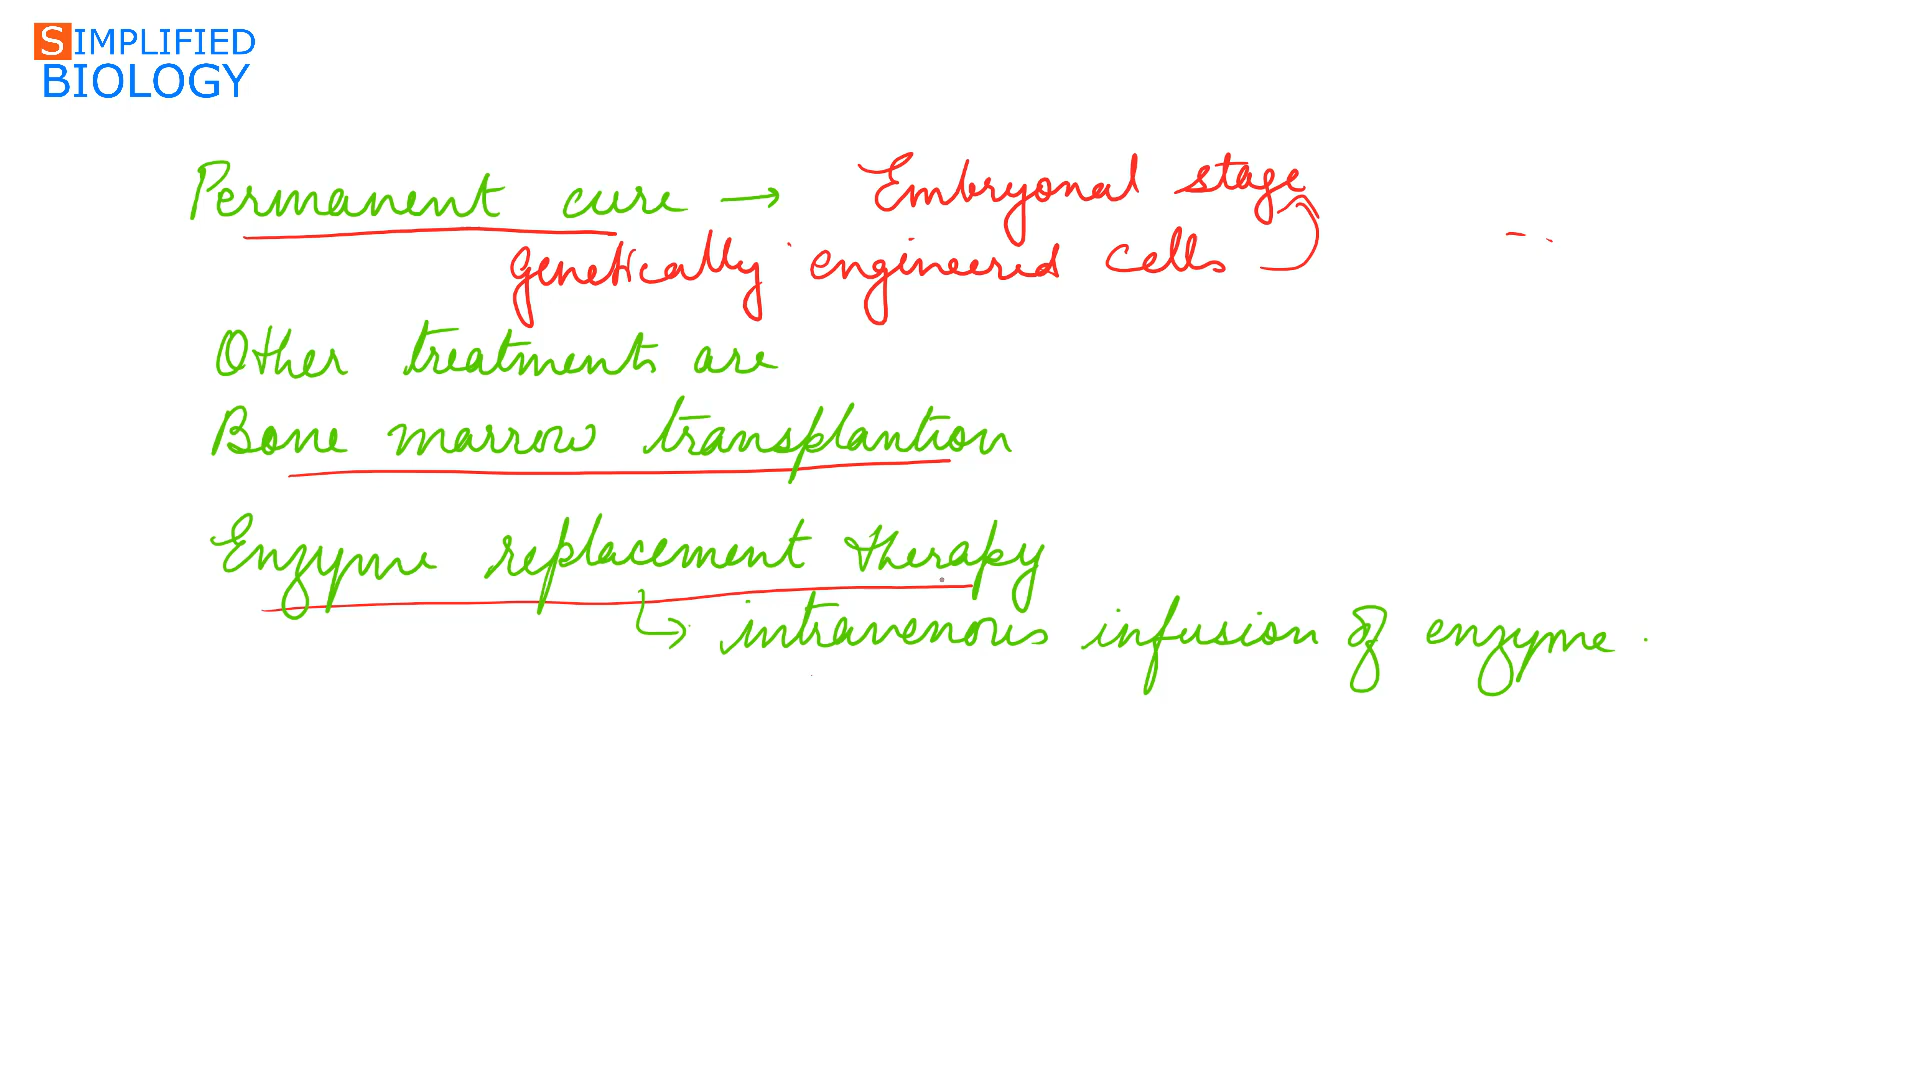 SIMPLIFIED
BIOLOGY
Permanent cure → Embryonal stage
genetically engineered cells
Other treatments are
Bone marrow transplantion
Enzyme replacement therapy
↳ intravenous infusion of enzyme.